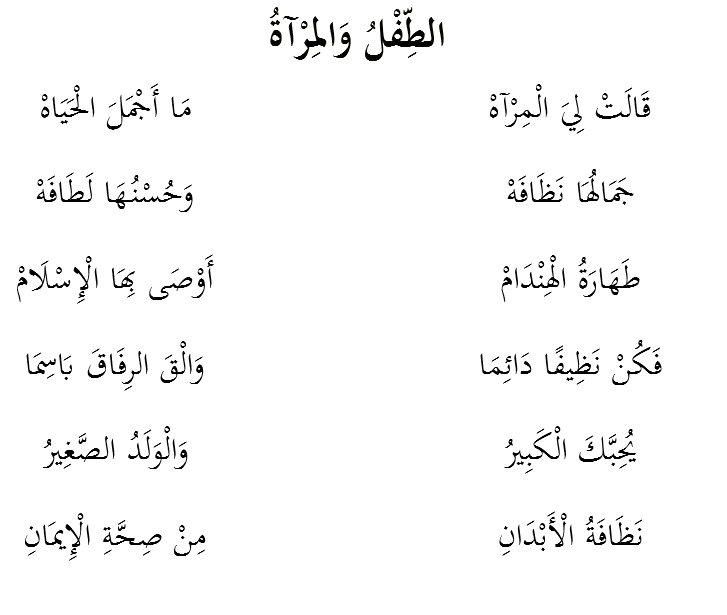 الطِّفْلُ وَالمِرْآةُ
قَالَتْ لِيَ الْمِرْآهْ مَا أَجْمَلَ الْحَيَاهْ
جَمَالُهَا نَظَافَهْ وَحُسْنُهَا لَطَافَهْ
طَهَارَةُ الْهِنْدَامْ أَوْصَى بِهَا الْإِسْلَامْ
فَكُنْ نَظِيفًا دَائِمَا وَالْقَ الرِفَاقَ بَاسِمَا
يُحِبَّكَ الْكَبِيرُ وَالْوَلَدُ الصَّغِيرُ
نَظَافَةُ الْأَبْدَانِ مِنْ صِحَّةِ الْإِيمَانِ